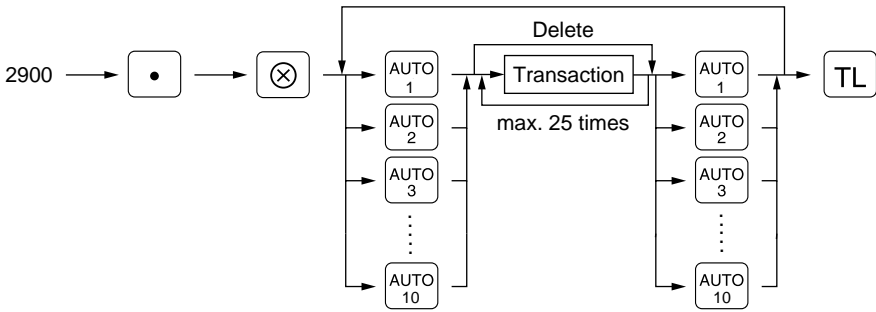 Delete
2900
•
⊗
AUTO
1
Transaction
AUTO
1
TL
max. 25 times
AUTO
2
AUTO
2
AUTO
3
AUTO
3
AUTO
10
AUTO
10